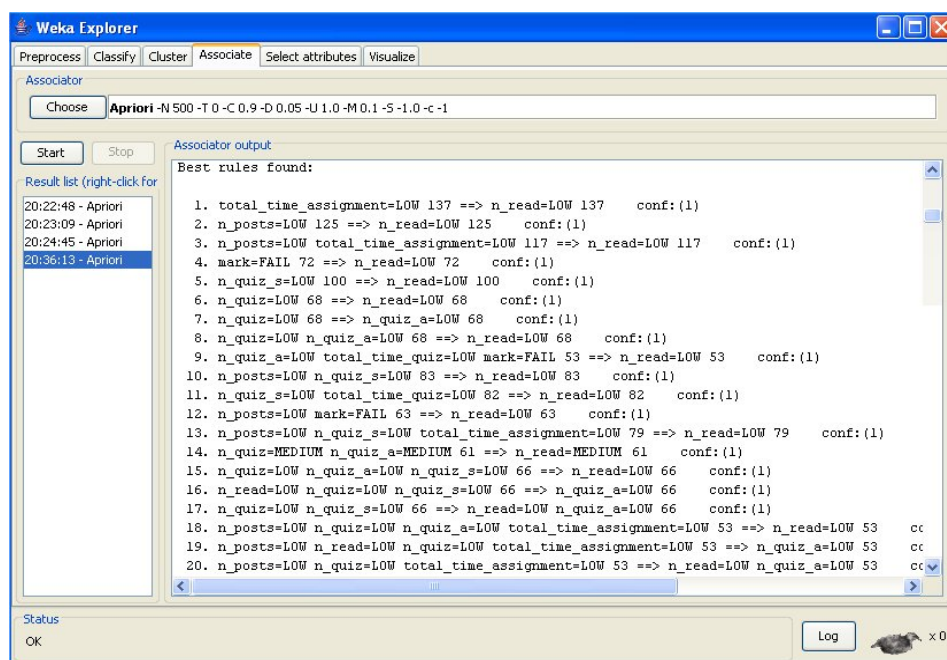 Weka Explorer
Preprocess Classify Cluster Associate Select attributes Visualize
Associator
Choose Apriori -N 500 -T 0 -C 0.9 -D 0.05 -U 1.0 -M 0.1 -S -1.0 -c -1
Start Stop
Result list (right-click for
20:22:48 - Apriori
20:23:09 - Apriori
20:24:45 - Apriori
20:36:13 - Apriori
Associator output
Best rules found:
1. total_time_assignment=LOW 137 ==> n_read=LOW 137 conf:(1)
2. n_posts=LOW 125 ==> n_read=LOW 125 conf:(1)
3. n_posts=LOW total_time_assignment=LOW 117 ==> n_read=LOW 117 conf:(1)
4. mark=FAIL 72 ==> n_read=LOW 72 conf:(1)
5. n_quiz_s=LOW 100 ==> n_read=LOW 100 conf:(1)
6. n_quiz=LOW 68 ==> n_read=LOW 68 conf:(1)
7. n_quiz=LOW 68 ==> n_quiz_a=LOW 68 conf:(1)
8. n_quiz=LOW n_quiz_a=LOW 68 ==> n_read=LOW 68 conf:(1)
9. n_quiz_a=LOW total_time_quiz=LOW mark=FAIL 53 ==> n_read=LOW 53 conf:(1)
10. n_posts=LOW n_quiz_s=LOW 83 ==> n_read=LOW 83 conf:(1)
11. n_quiz_s=LOW total_time_quiz=LOW 82 ==> n_read=LOW 82 conf:(1)
12. n_posts=LOW mark=FAIL 63 ==> n_read=LOW 63 conf:(1)
13. n_posts=LOW n_quiz_s=LOW total_time_assignment=LOW 79 ==> n_read=LOW 79 conf:(1)
14. n_quiz=MEDIUM n_quiz_a=MEDIUM 61 ==> n_read=MEDIUM 61 conf:(1)
15. n_quiz=LOW n_quiz_a=LOW n_quiz_s=LOW 66 ==> n_read=LOW 66 conf:(1)
16. n_read=LOW n_quiz=LOW n_quiz_s=LOW 66 ==> n_quiz_a=LOW 66 conf:(1)
17. n_quiz=LOW n_quiz_s=LOW 66 ==> n_read=LOW n_quiz_a=LOW 66 conf:(1)
18. n_posts=LOW n_quiz=LOW n_quiz_a=LOW total_time_assignment=LOW 53 ==> n_read=LOW 53 cc
19. n_posts=LOW n_read=LOW n_quiz=LOW total_time_assignment=LOW 53 ==> n_quiz_a=LOW 53 cc
20. n_posts=LOW n_quiz=LOW total_time_assignment=LOW 53 ==> n_read=LOW n_quiz_a=LOW 53 cc
Status
OK
Log
x 0